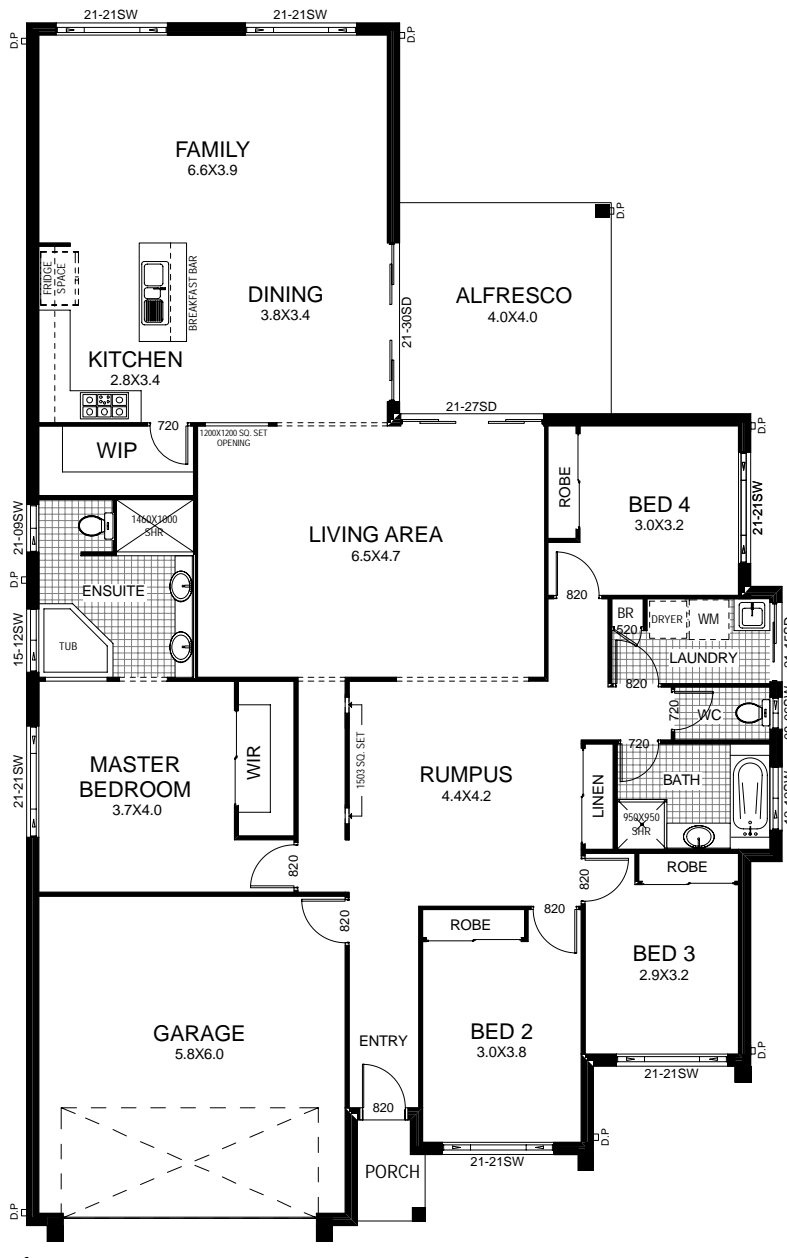 21-21SW
21-21SW
D.P
D.P
FAMILY
6.6X3.9
D.P
FRIDGE
SPACE
BREAKFAST BAR
DINING
3.8X3.4
21-30SD
ALFRESCO
4.0X4.0
KITCHEN
2.8X3.4
21-27SD
720
1200X1200 SQ. SET
OPENING
D.P
WIP
ROBE
BED 4
3.0X3.2
21-21SW
21-09SW
1460X1000
SHR
LIVING AREA
6.5X4.7
D.P
ENSUITE
820
15-12SW
TUB
BR
520
DRYER
WM
LAUNDRY
820
WC
720
720
21-21SW
MASTER
BEDROOM
3.7X4.0
WIR
1503 SQ. SET
RUMPUS
4.4X4.2
LINEN
BATH
950X950
SHR
820
820
ROBE
820
820
ROBE
BED 3
2.9X3.2
GARAGE
5.8X6.0
ENTRY
BED 2
3.0X3.8
D.P
21-21SW
820
D.P
21-21SW
PORCH
D.P